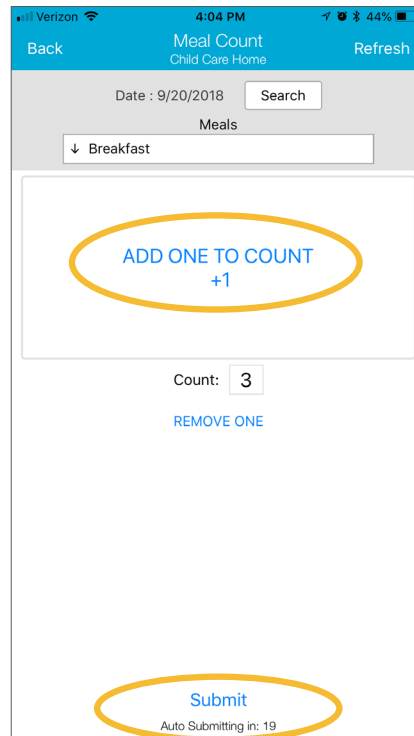 Verizon 4:04 PM 44%
Back Meal Count Refresh
Child Care Home
Date : 9/20/2018 Search
Meals
↓ Breakfast
ADD ONE TO COUNT
+1
Count: 3
REMOVE ONE
Submit
Auto Submitting in: 19